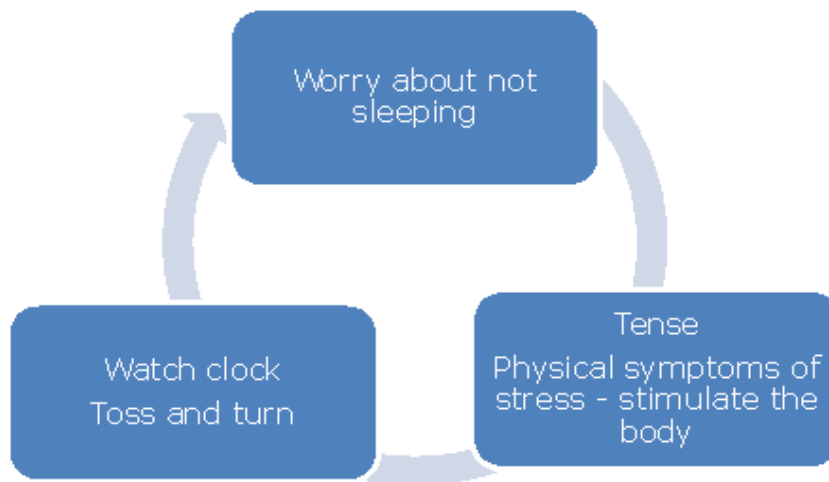 Worry about not
sleeping
Tense
Physical symptoms of
stress - stimulate the
body
Watch clock
Toss and turn